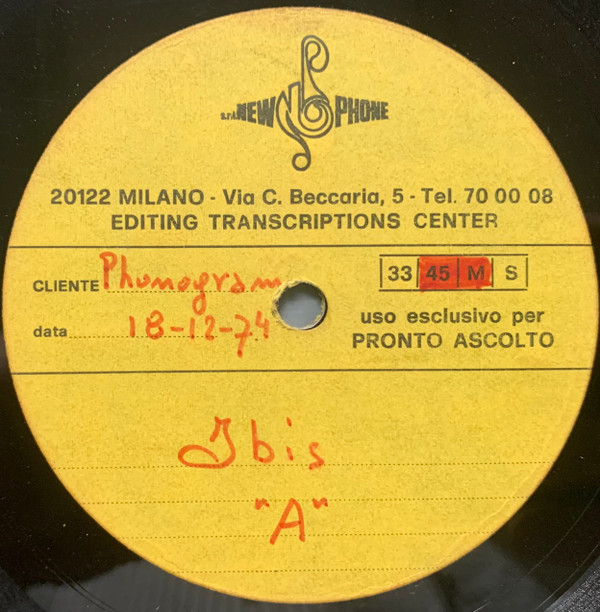 s.r.l. NEW PHONE
20122 MILANO - Via C. Beccaria, 5 - Tel. 70 00 08
EDITING TRANSCRIPTIONS CENTER
CLIENTE Phonogram
33 45 M S
data 18-12-74
uso esclusivo per
PRONTO ASCOLTO
Ibis
"A"